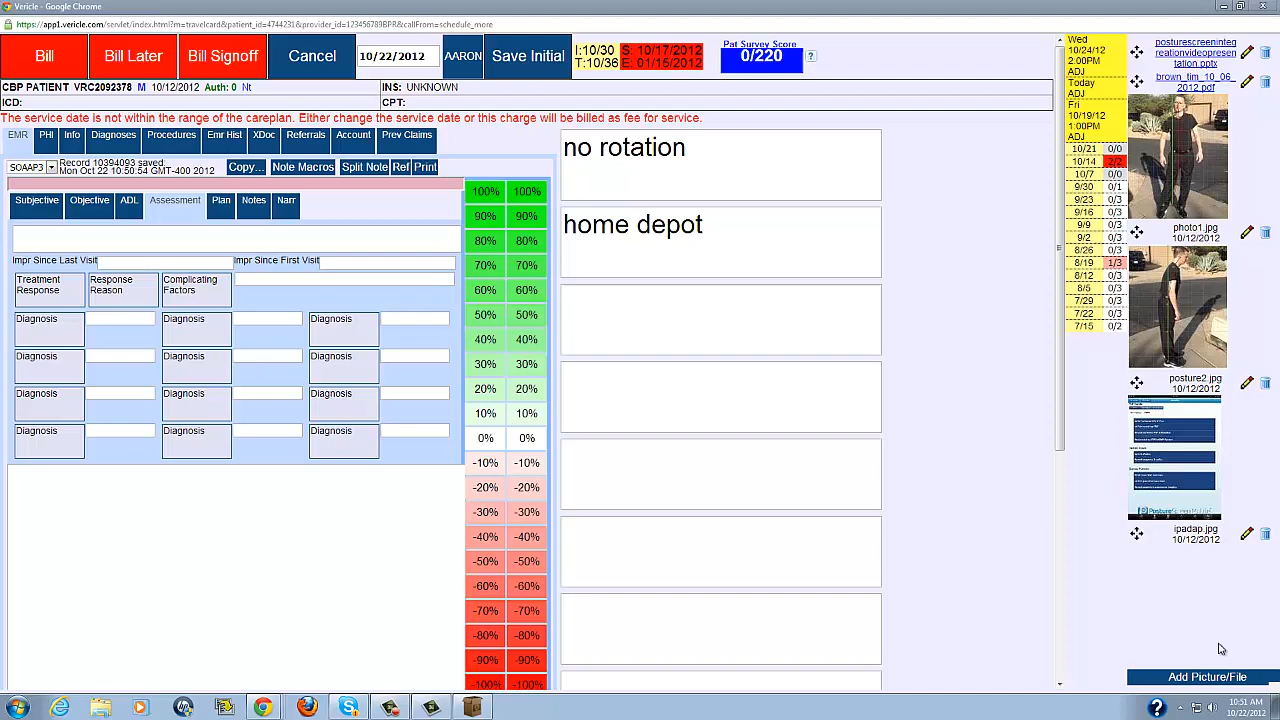 Vericle - Google Chrome
https://app1.vericle.com/servlet/index.html?m=travelcard&patient_id=4744231&provider_id=123456789BPR&callFrom=schedule_more
Bill
Bill Later
Bill Signoff
Cancel
10/22/2012
AARON
Save Initial
I:10/30
T:10/36
S: 10/17/2012
E: 01/15/2012
Pat Survey Score
0/220
?
CBP PATIENT VRC2092378 M 10/12/2012 Auth: 0 Nt
INS: UNKNOWN
ICD:
CPT:
The service date is not within the range of the careplan. Either change the service date or this charge will be billed as fee for service.
EMR
PHI
Info
Diagnoses
Procedures
Emr Hist
XDoc
Referrals
Account
Prev Claims
SOAAP3
Record 10394093 saved.
Mon Oct 22 10:50:54 GMT-400 2012
Copy...
Note Macros
Split Note
Ref
Print
Subjective
Objective
ADL
Assessment
Plan
Notes
Narr
Impr Since Last Visit
Impr Since First Visit
Treatment
Response
Response
Reason
Complicating
Factors
Diagnosis
Diagnosis
Diagnosis
Diagnosis
Diagnosis
Diagnosis
Diagnosis
Diagnosis
Diagnosis
Diagnosis
Diagnosis
Diagnosis
100% 100%
90% 90%
80% 80%
70% 70%
60% 60%
50% 50%
40% 40%
30% 30%
20% 20%
10% 10%
0% 0%
-10% -10%
-20% -20%
-30% -30%
-40% -40%
-50% -50%
-60% -60%
-70% -70%
-80% -80%
-90% -90%
-100% -100%
no rotation
home depot
Wed
10/24/12
2:00PM
ADJ
Today
ADJ
Fri
10/19/12
1:00PM
ADJ
10/21 0/0
10/14 2/2
10/7 0/0
9/30 0/1
9/23 0/3
9/16 0/3
9/9 0/3
9/2 0/3
8/26 0/3
8/19 1/3
8/12 0/3
8/5 0/3
7/29 0/3
7/22 0/3
7/15 0/2
posturescreeninteg
reationvideopresen
tation.pptx
brown_tim_10_06_
2012.pdf
photo1.jpg
10/12/2012
posture2.jpg
10/12/2012
PostureScreenMobile
ipadap.jpg
10/12/2012
Add Picture/File
?
10:51 AM
10/22/2012